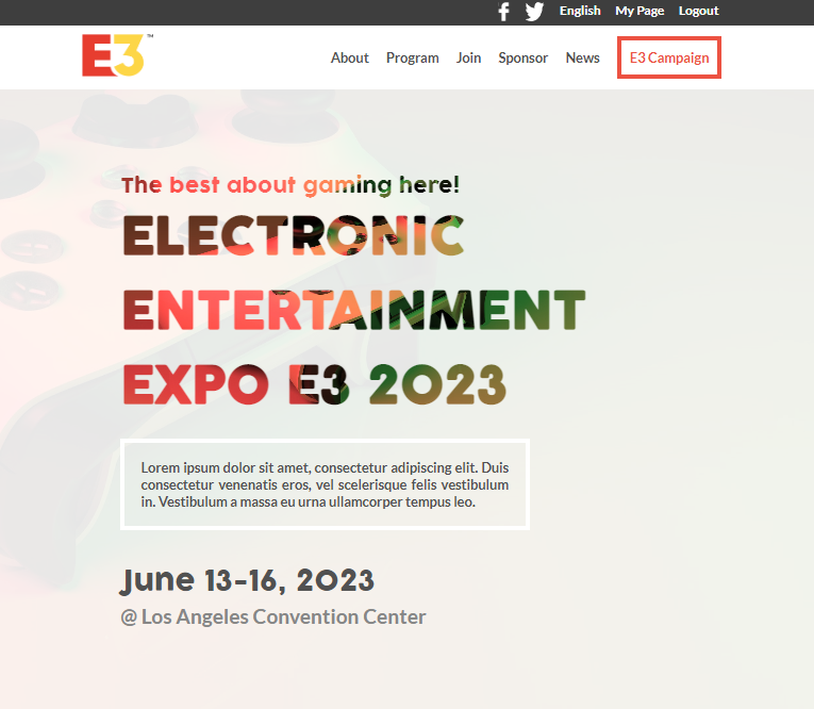 English My Page Logout
E3™
About Program Join Sponsor News E3 Campaign
The best about gaming here!
ELECTRONIC
ENTERTAINMENT
EXPO E3 2023
Lorem ipsum dolor sit amet, consectetur adipiscing elit. Duis
consectetur venenatis eros, vel scelerisque felis vestibulum
in. Vestibulum a massa eu urna ullamcorper tempus leo.
June 13-16, 2023
@ Los Angeles Convention Center